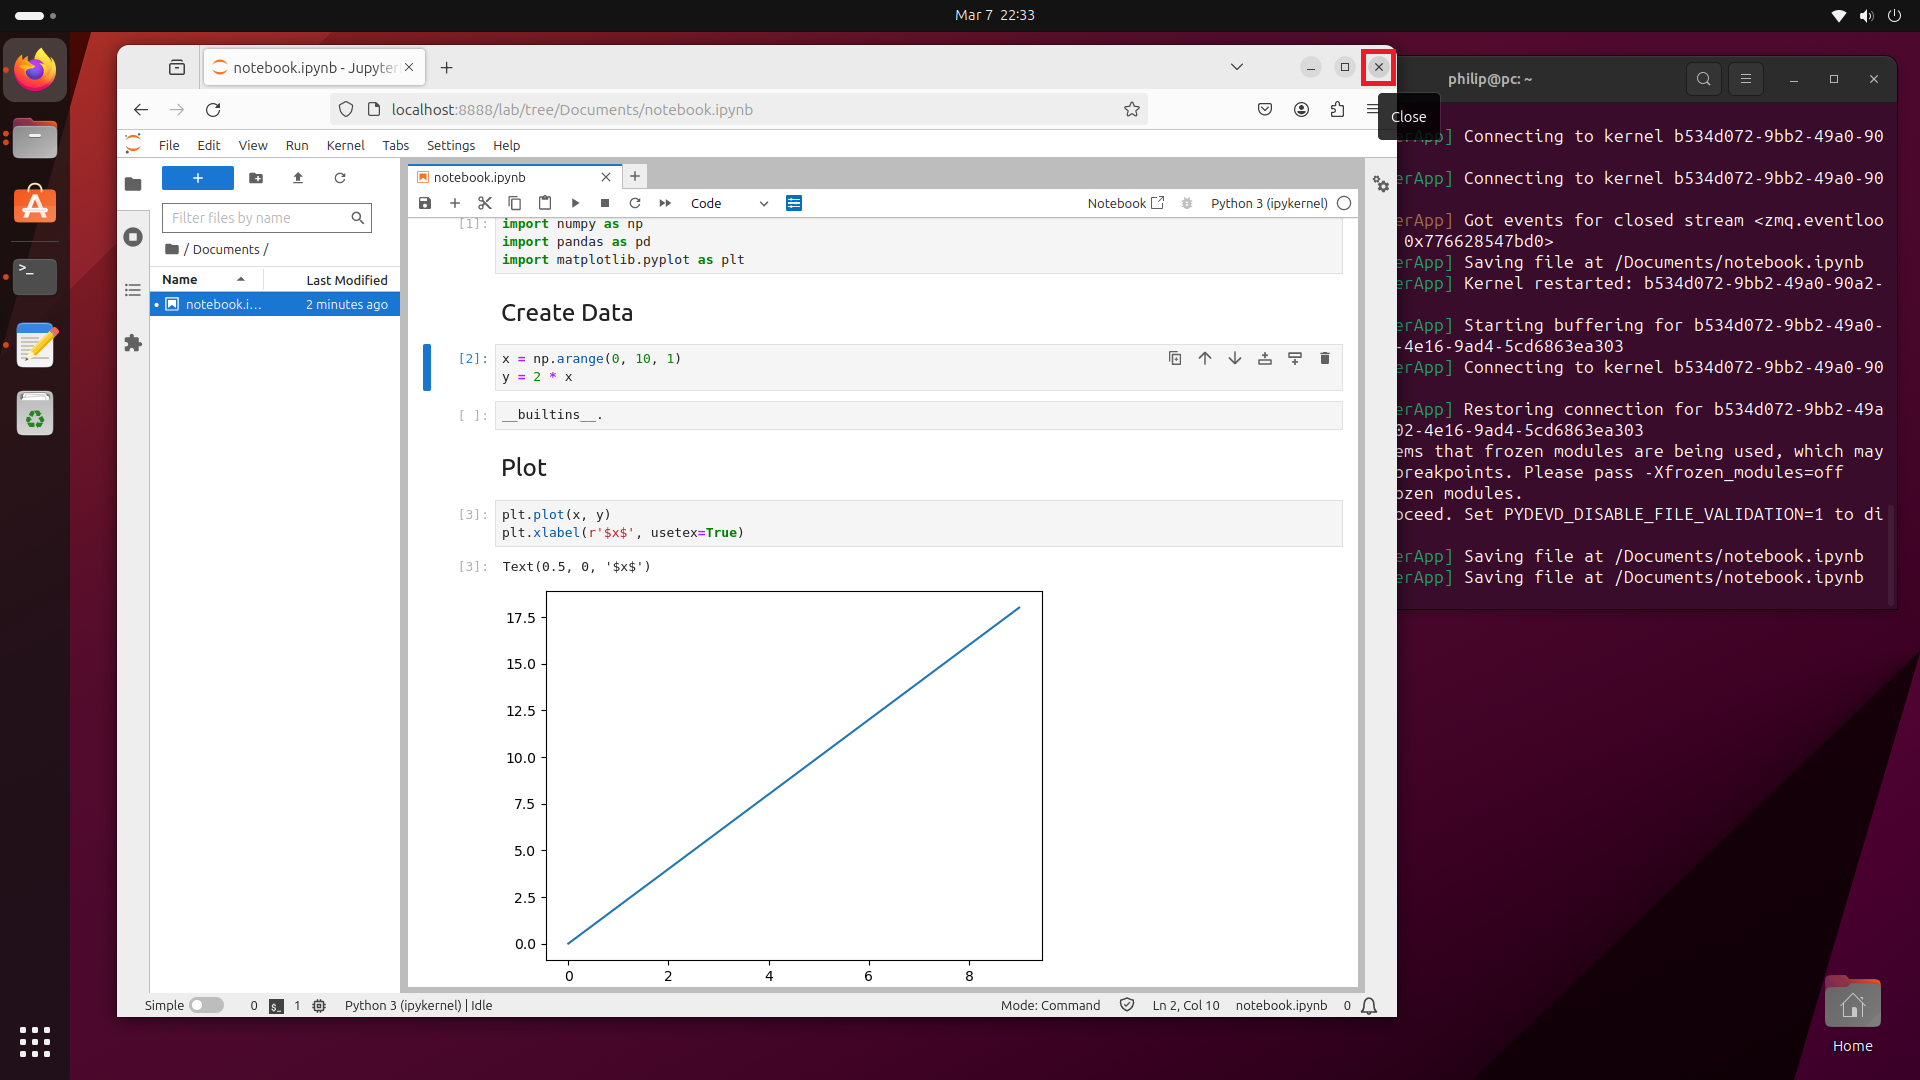 Mar 7 22:33
notebook.ipynb - Jupyter
localhost:8888/lab/tree/Documents/notebook.ipynb
Close
File Edit View Run Kernel Tabs Settings Help
notebook.ipynb
Filter files by name
/ Documents /
Name Last Modified
notebook.i... 2 minutes ago
Code
Notebook
Python 3 (ipykernel)
[1]: import numpy as np
import pandas as pd
import matplotlib.pyplot as plt
Create Data
[2]: x = np.arange(0, 10, 1)
y = 2 * x
[ ]: __builtins__.
Plot
[3]: plt.plot(x, y)
plt.xlabel(r'$x$', usetex=True)
[3]: Text(0.5, 0, '$x$')
17.5
15.0
12.5
10.0
7.5
5.0
2.5
0.0
0 2 4 6 8
Simple 0 $_ 1 Python 3 (ipykernel) | Idle
Mode: Command Ln 2, Col 10 notebook.ipynb 0
philip@pc: ~
erApp] Connecting to kernel b534d072-9bb2-49a0-90
erApp] Connecting to kernel b534d072-9bb2-49a0-90
erApp] Got events for closed stream <zmq.eventloo
0x776628547bd0>
erApp] Saving file at /Documents/notebook.ipynb
erApp] Kernel restarted: b534d072-9bb2-49a0-90a2-
erApp] Starting buffering for b534d072-9bb2-49a0-
-4e16-9ad4-5cd6863ea303
erApp] Connecting to kernel b534d072-9bb2-49a0-90
erApp] Restoring connection for b534d072-9bb2-49a
02-4e16-9ad4-5cd6863ea303
ems that frozen modules are being used, which may
breakpoints. Please pass -Xfrozen_modules=off
ozen modules.
oceed. Set PYDEVD_DISABLE_FILE_VALIDATION=1 to di
erApp] Saving file at /Documents/notebook.ipynb
erApp] Saving file at /Documents/notebook.ipynb
>_
Home